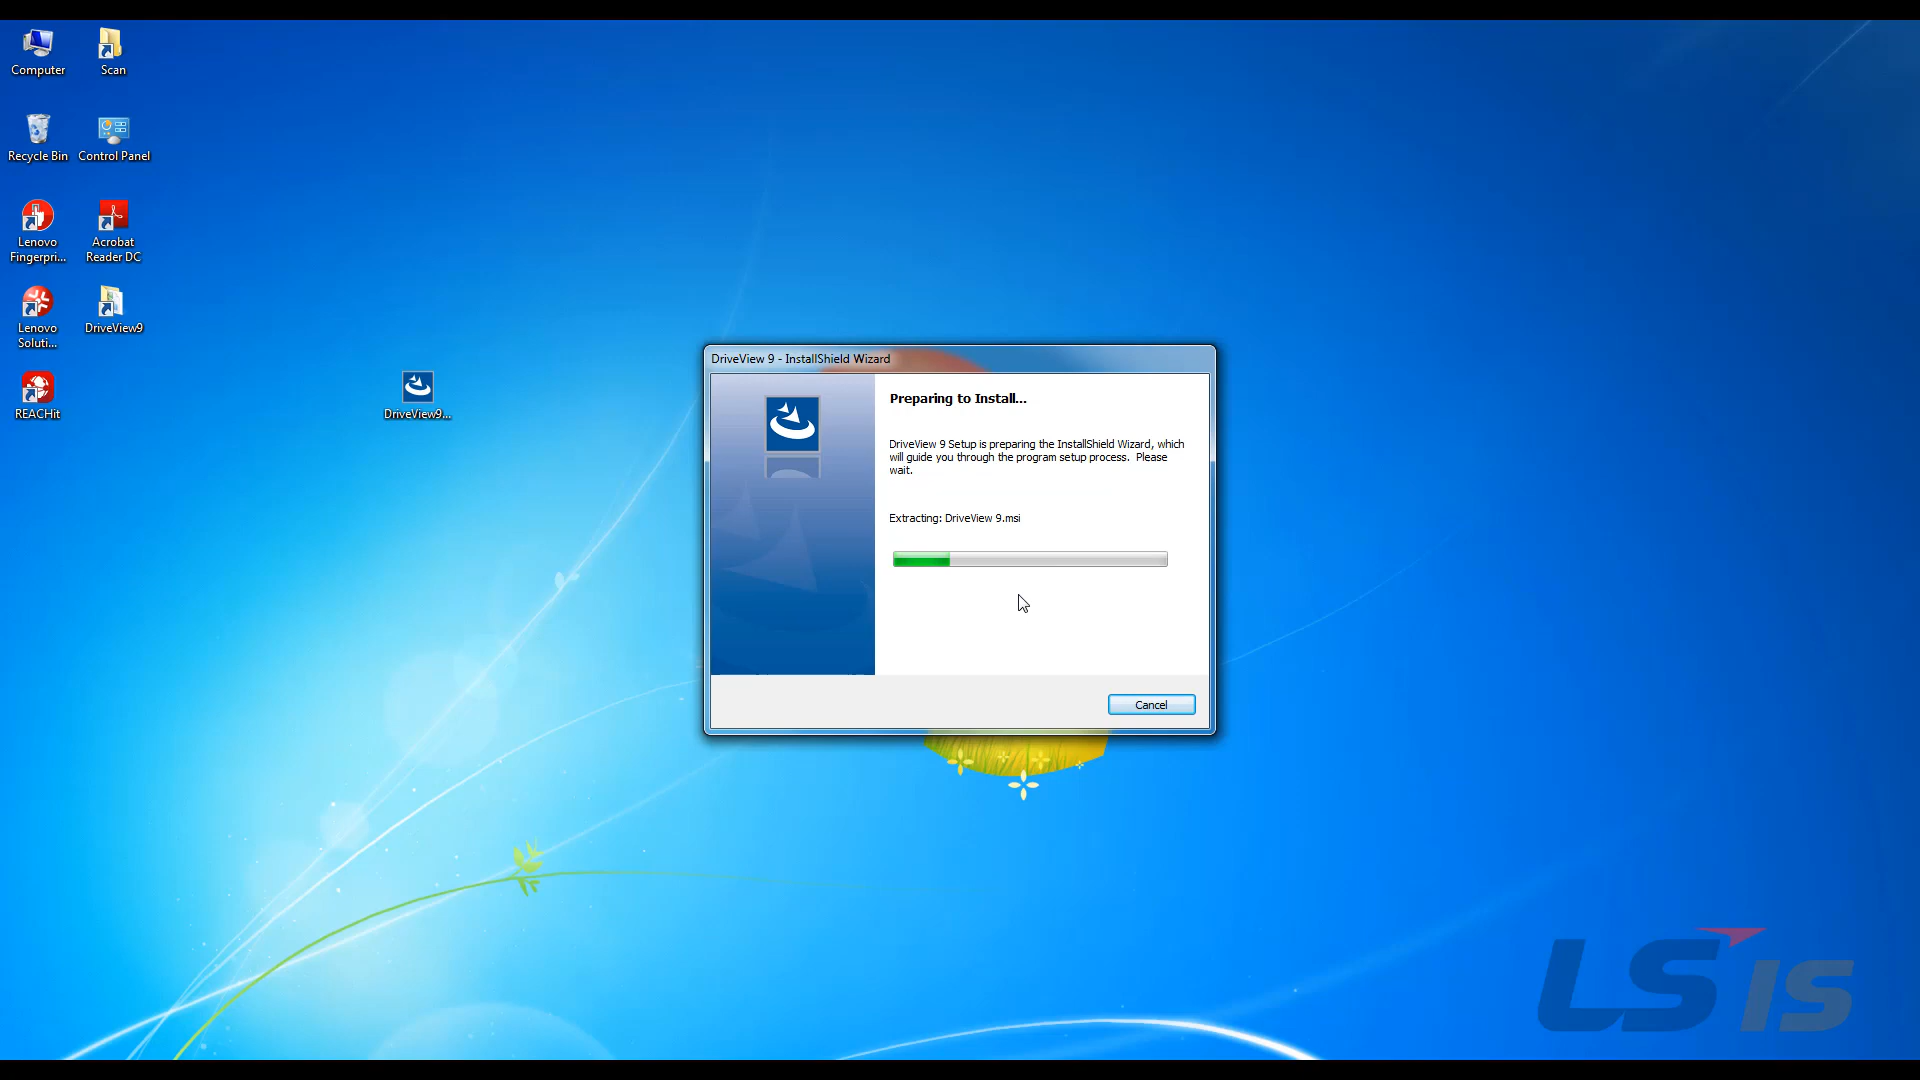 Computer
Scan
Recycle Bin
Control Panel
Lenovo
Fingerpri...
Acrobat
Reader DC
Lenovo
Soluti...
DriveView9
REACHit
DriveView9...
DriveView 9 - InstallShield Wizard
Preparing to Install...
DriveView 9 Setup is preparing the InstallShield Wizard, which
will guide you through the program setup process. Please
wait.
Extracting: DriveView 9.msi
Cancel
LS IS